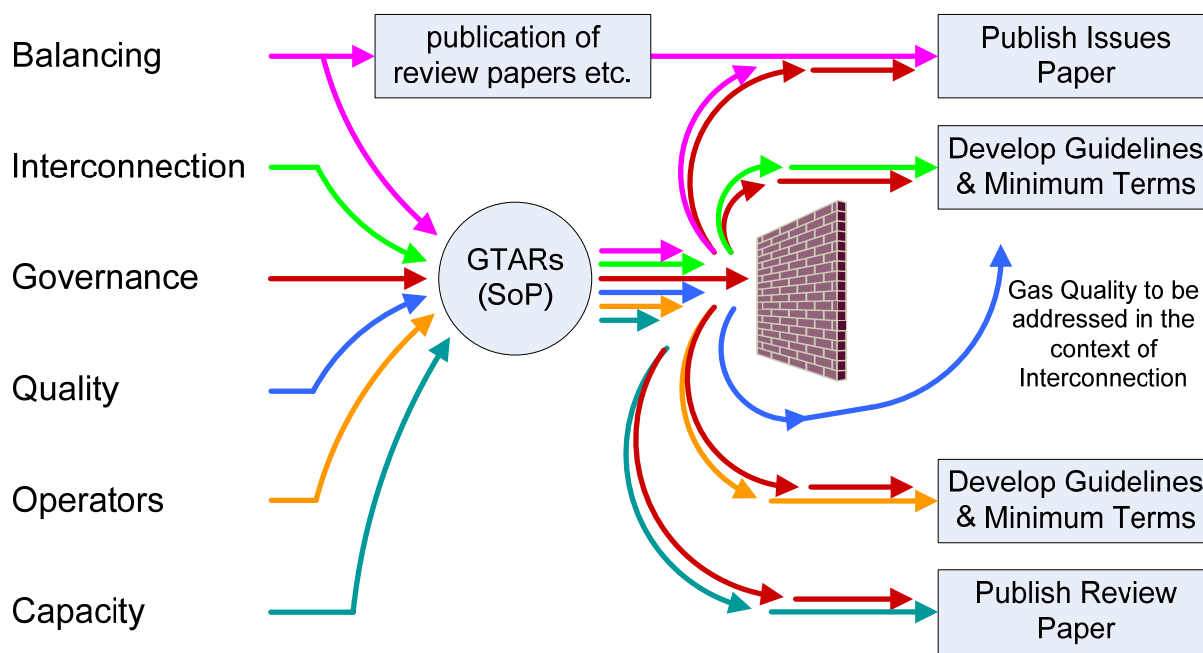 Balancing
publication of
review papers etc.
Publish Issues
Paper
Interconnection
Develop Guidelines
& Minimum Terms
Governance
GTARs
(SoP)
Gas Quality to be
addressed in the
context of
Interconnection
Quality
Operators
Develop Guidelines
& Minimum Terms
Capacity
Publish Review
Paper